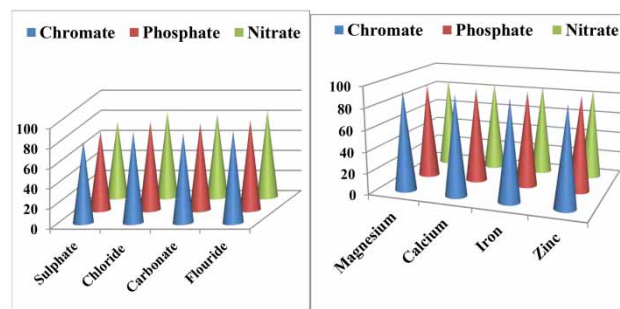 Chromate Phosphate Nitrate
100
80
60
40
20
0
Sulphate
Chloride
Carbonate
Flouride
Chromate Phosphate Nitrate
100
80
60
40
20
0
Magnesium
Calcium
Iron
Zinc